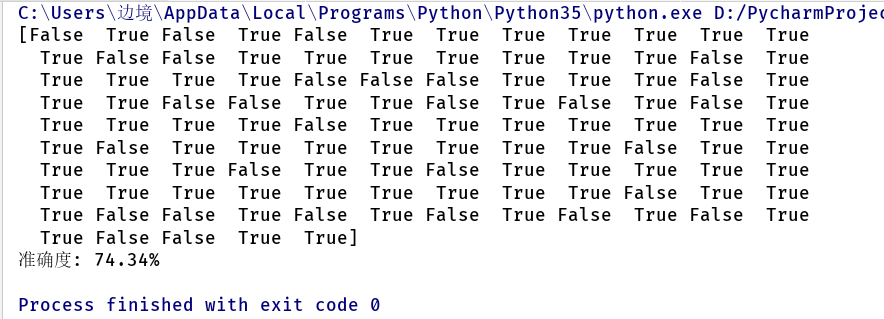 C:\Users\边境\AppData\Local\Programs\Python\Python35\python.exe D:/PycharmProjec
[False True False True False True True True True True True True
True False False True True True True True True True False True
True True True True False False False True True True False True
True True False False True True False True False True False True
True True True True False True True True True True True True
True False True True True True True True True False True True
True True True False True True False True True True True True
True True True True True True True True True False True True
True False False True False True False True False True False True
True False False True True]
准确度: 74.34%
Process finished with exit code 0